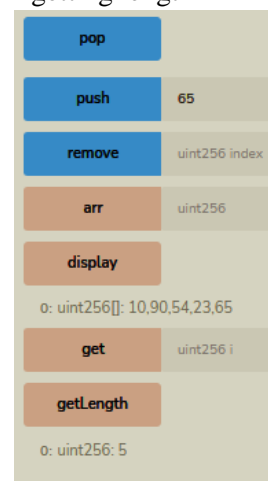 pop
push 65
remove uint256 index
arr uint256
display
0: uint256[]: 10,90,54,23,65
get uint256 i
getLength
0: uint256: 5